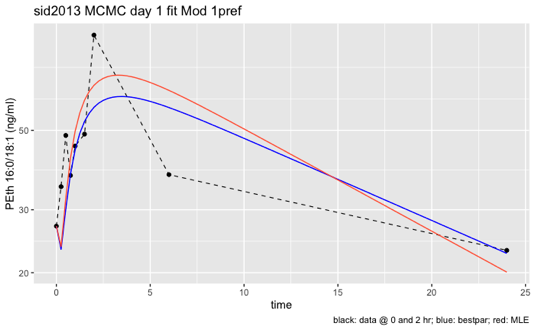 sid2013 MCMC day 1 fit Mod 1pref
PEth 16:0/18:1 (ng/ml)
50
30
20
0
5
10
15
20
25
time
black: data @ 0 and 2 hr; blue: bestpar; red: MLE